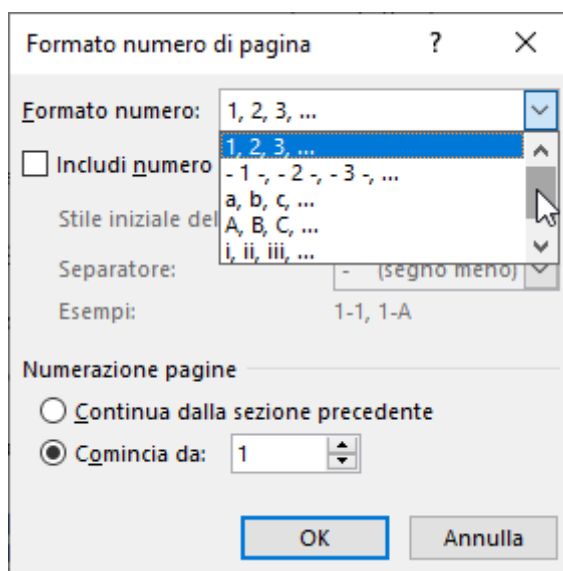 Formato numero di pagina ? ×
Formato numero: 1, 2, 3, ...
1, 2, 3, ...
Includi numero
- 1 -, - 2 -, - 3 -, ...
a, b, c, ...
Stile iniziale del
A, B, C, ...
i, ii, iii, ...
Separatore: - (segno meno)
Esempi: 1-1, 1-A
Numerazione pagine
Continua dalla sezione precedente
Comincia da: 1
OK Annulla